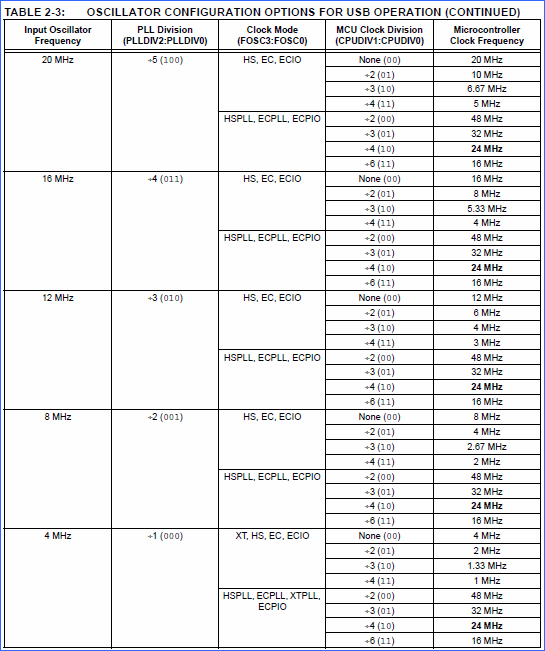 TABLE 2-3: OSCILLATOR CONFIGURATION OPTIONS FOR USB OPERATION (CONTINUED)
Input Oscillator Frequency PLL Division (PLLDIV2:PLLDIV0) Clock Mode (FOSC3:FOSC0) MCU Clock Division (CPUDIV1:CPUDIV0) Microcontroller Clock Frequency
20 MHz ÷5 (100) HS, EC, ECIO None (00) 20 MHz
÷2 (01) 10 MHz
÷3 (10) 6.67 MHz
÷4 (11) 5 MHz
HSPLL, ECPLL, ECPIO ÷2 (00) 48 MHz
÷3 (01) 32 MHz
÷4 (10) 24 MHz
÷6 (11) 16 MHz
16 MHz ÷4 (011) HS, EC, ECIO None (00) 16 MHz
÷2 (01) 8 MHz
÷3 (10) 5.33 MHz
÷4 (11) 4 MHz
HSPLL, ECPLL, ECPIO ÷2 (00) 48 MHz
÷3 (01) 32 MHz
÷4 (10) 24 MHz
÷6 (11) 16 MHz
12 MHz ÷3 (010) HS, EC, ECIO None (00) 12 MHz
÷2 (01) 6 MHz
÷3 (10) 4 MHz
÷4 (11) 3 MHz
HSPLL, ECPLL, ECPIO ÷2 (00) 48 MHz
÷3 (01) 32 MHz
÷4 (10) 24 MHz
÷6 (11) 16 MHz
8 MHz ÷2 (001) HS, EC, ECIO None (00) 8 MHz
÷2 (01) 4 MHz
÷3 (10) 2.67 MHz
÷4 (11) 2 MHz
HSPLL, ECPLL, ECPIO ÷2 (00) 48 MHz
÷3 (01) 32 MHz
÷4 (10) 24 MHz
÷6 (11) 16 MHz
4 MHz ÷1 (000) XT, HS, EC, ECIO None (00) 4 MHz
÷2 (01) 2 MHz
÷3 (10) 1.33 MHz
÷4 (11) 1 MHz
HSPLL, ECPLL, XTPLL, ECPIO ÷2 (00) 48 MHz
÷3 (01) 32 MHz
÷4 (10) 24 MHz
÷6 (11) 16 MHz